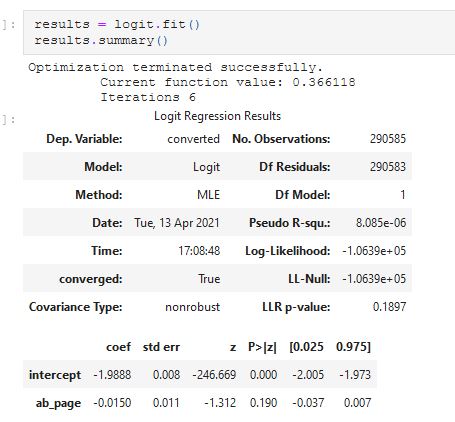 ]: results = logit.fit()
results.summary()
Optimization terminated successfully.
Current function value: 0.366118
Iterations 6
]: Logit Regression Results
Dep. Variable: converted No. Observations: 290585
Model: Logit Df Residuals: 290583
Method: MLE Df Model: 1
Date: Tue, 13 Apr 2021 Pseudo R-squ.: 8.085e-06
Time: 17:08:48 Log-Likelihood: -1.0639e+05
converged: True LL-Null: -1.0639e+05
Covariance Type: nonrobust LLR p-value: 0.1897
coef std err z P>|z| [0.025 0.975]
intercept -1.9888 0.008 -246.669 0.000 -2.005 -1.973
ab_page -0.0150 0.011 -1.312 0.190 -0.037 0.007